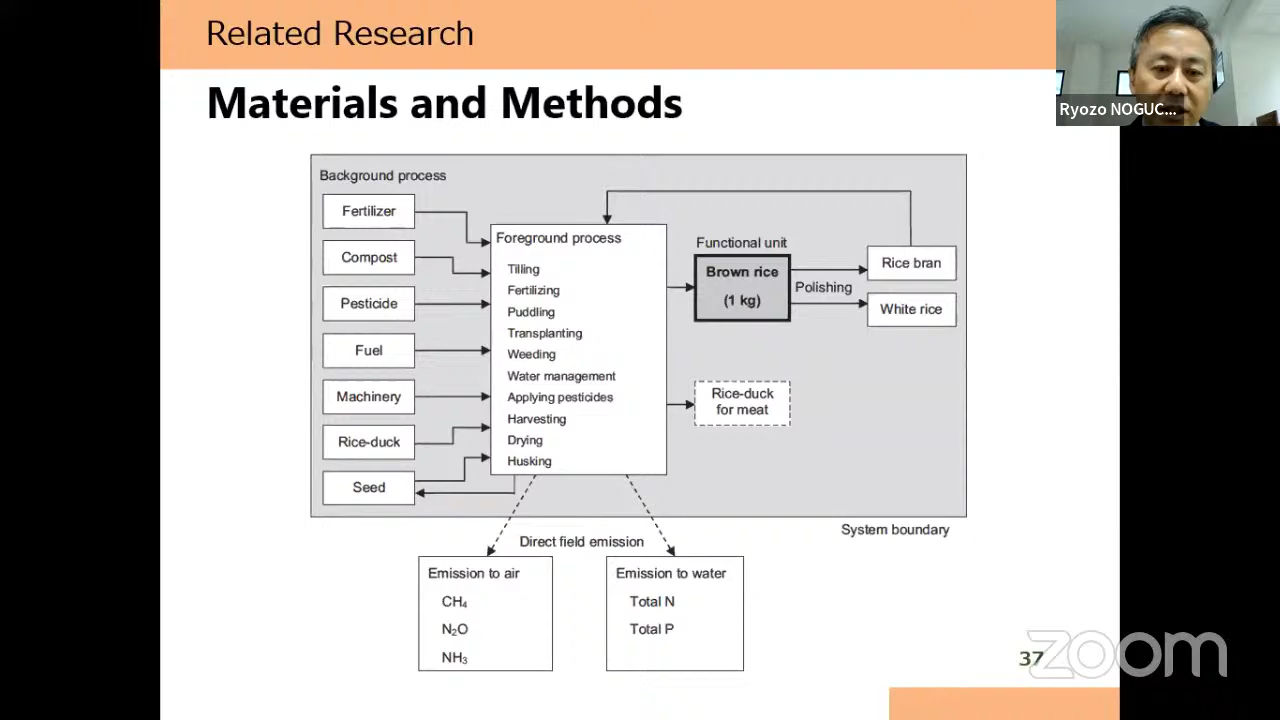 Related Research
Materials and Methods
Ryozo NOGUC...
Background process
Fertilizer
Compost
Pesticide
Fuel
Machinery
Rice-duck
Seed
Foreground process
Tilling
Fertilizing
Puddling
Transplanting
Weeding
Water management
Applying pesticides
Harvesting
Drying
Husking
Functional unit
Brown rice
(1 kg)
Polishing
Rice bran
White rice
Rice-duck
for meat
System boundary
Direct field emission
Emission to air
CH₄
N₂O
NH₃
Emission to water
Total N
Total P
37
zoom